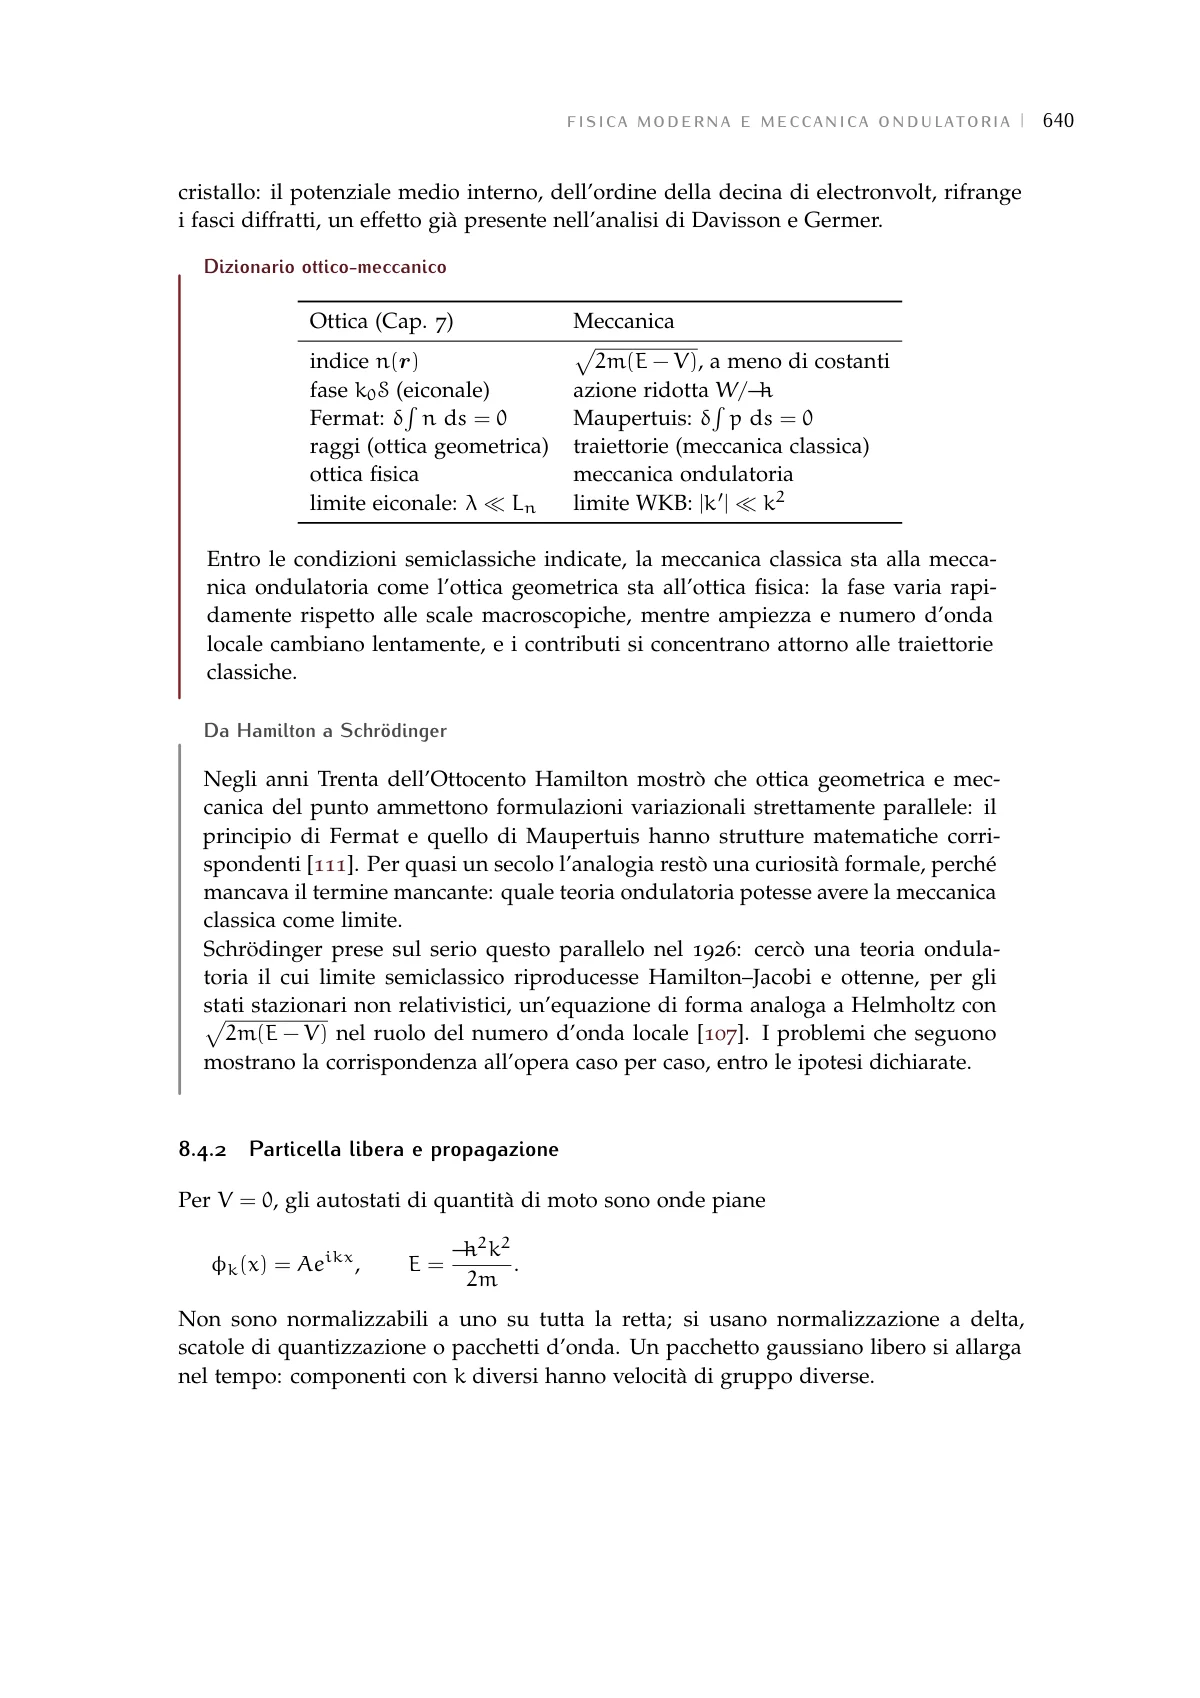 FISICA MODERNA E MECCANICA ONDULATORIA | 640
cristallo: il potenziale medio interno, dell'ordine della decina di electronvolt, rifrange
i fasci diffratti, un effetto già presente nell'analisi di Davisson e Germer.
Dizionario ottico-meccanico
Ottica (Cap. 7) Meccanica
indice n(r) √2m(E − V), a meno di costanti
fase k₀S (eiconale) azione ridotta W/ħ
Fermat: δ∫ n ds = 0 Maupertuis: δ∫ p ds = 0
raggi (ottica geometrica) traiettorie (meccanica classica)
ottica fisica meccanica ondulatoria
limite eiconale: λ ≪ Lₙ limite WKB: |k′| ≪ k²
Entro le condizioni semiclassiche indicate, la meccanica classica sta alla mecca-
nica ondulatoria come l'ottica geometrica sta all'ottica fisica: la fase varia rapi-
damente rispetto alle scale macroscopiche, mentre ampiezza e numero d'onda
locale cambiano lentamente, e i contributi si concentrano attorno alle traiettorie
classiche.
Da Hamilton a Schrödinger
Negli anni Trenta dell'Ottocento Hamilton mostrò che ottica geometrica e mec-
canica del punto ammettono formulazioni variazionali strettamente parallele: il
principio di Fermat e quello di Maupertuis hanno strutture matematiche corri-
spondenti [111]. Per quasi un secolo l'analogia restò una curiosità formale, perché
mancava il termine mancante: quale teoria ondulatoria potesse avere la meccanica
classica come limite.
Schrödinger prese sul serio questo parallelo nel 1926: cercò una teoria ondula-
toria il cui limite semiclassico riproducesse Hamilton–Jacobi e ottenne, per gli
stati stazionari non relativistici, un'equazione di forma analoga a Helmholtz con
√2m(E − V) nel ruolo del numero d'onda locale [107]. I problemi che seguono
mostrano la corrispondenza all'opera caso per caso, entro le ipotesi dichiarate.
8.4.2 Particella libera e propagazione
Per V = 0, gli autostati di quantità di moto sono onde piane
ϕₖ(x) = Aeⁱᵏˣ, E = ħ²k²/2m.
Non sono normalizzabili a uno su tutta la retta; si usano normalizzazione a delta,
scatole di quantizzazione o pacchetti d'onda. Un pacchetto gaussiano libero si allarga
nel tempo: componenti con k diversi hanno velocità di gruppo diverse.